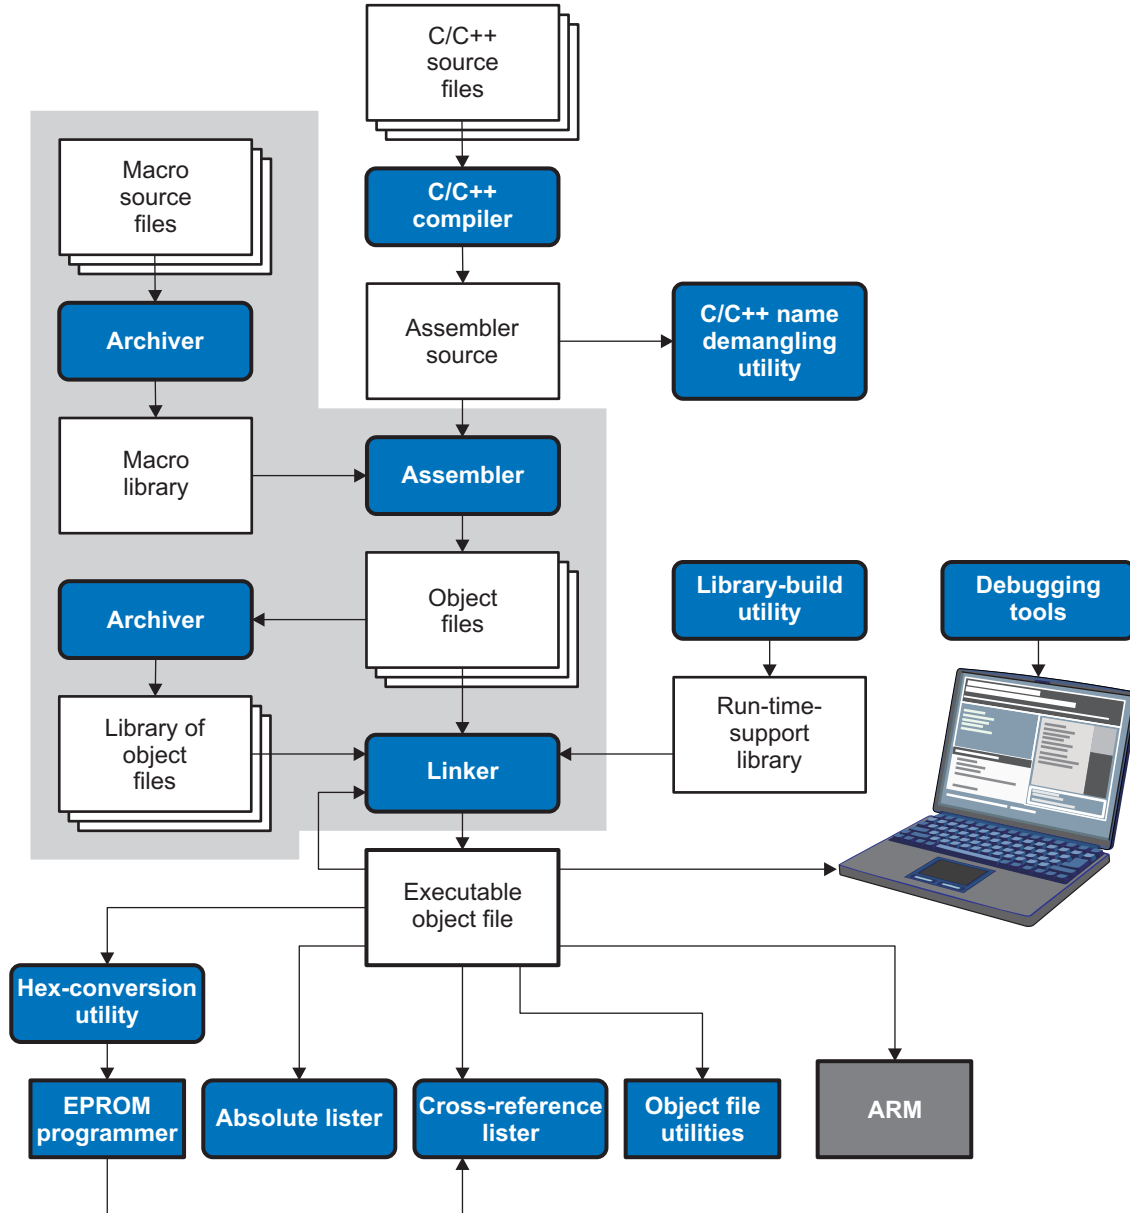 C/C++
source
files
Macro
source
files
C/C++
compiler
Archiver
Assembler
source
C/C++ name
demangling
utility
Macro
library
Assembler
Archiver
Object
files
Library-build
utility
Debugging
tools
Library of
object
files
Linker
Run-time-
support
library
Executable
object file
Hex-conversion
utility
EPROM
programmer
Absolute lister
Cross-reference
lister
Object file
utilities
ARM